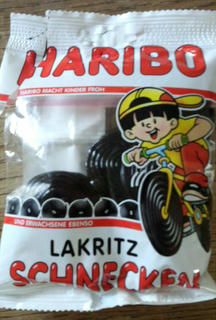 HARIBO
HARIBO MACHT KINDER FROH
UND ERWACHSENE EBENSO
LAKRITZ
SCHNECKEN